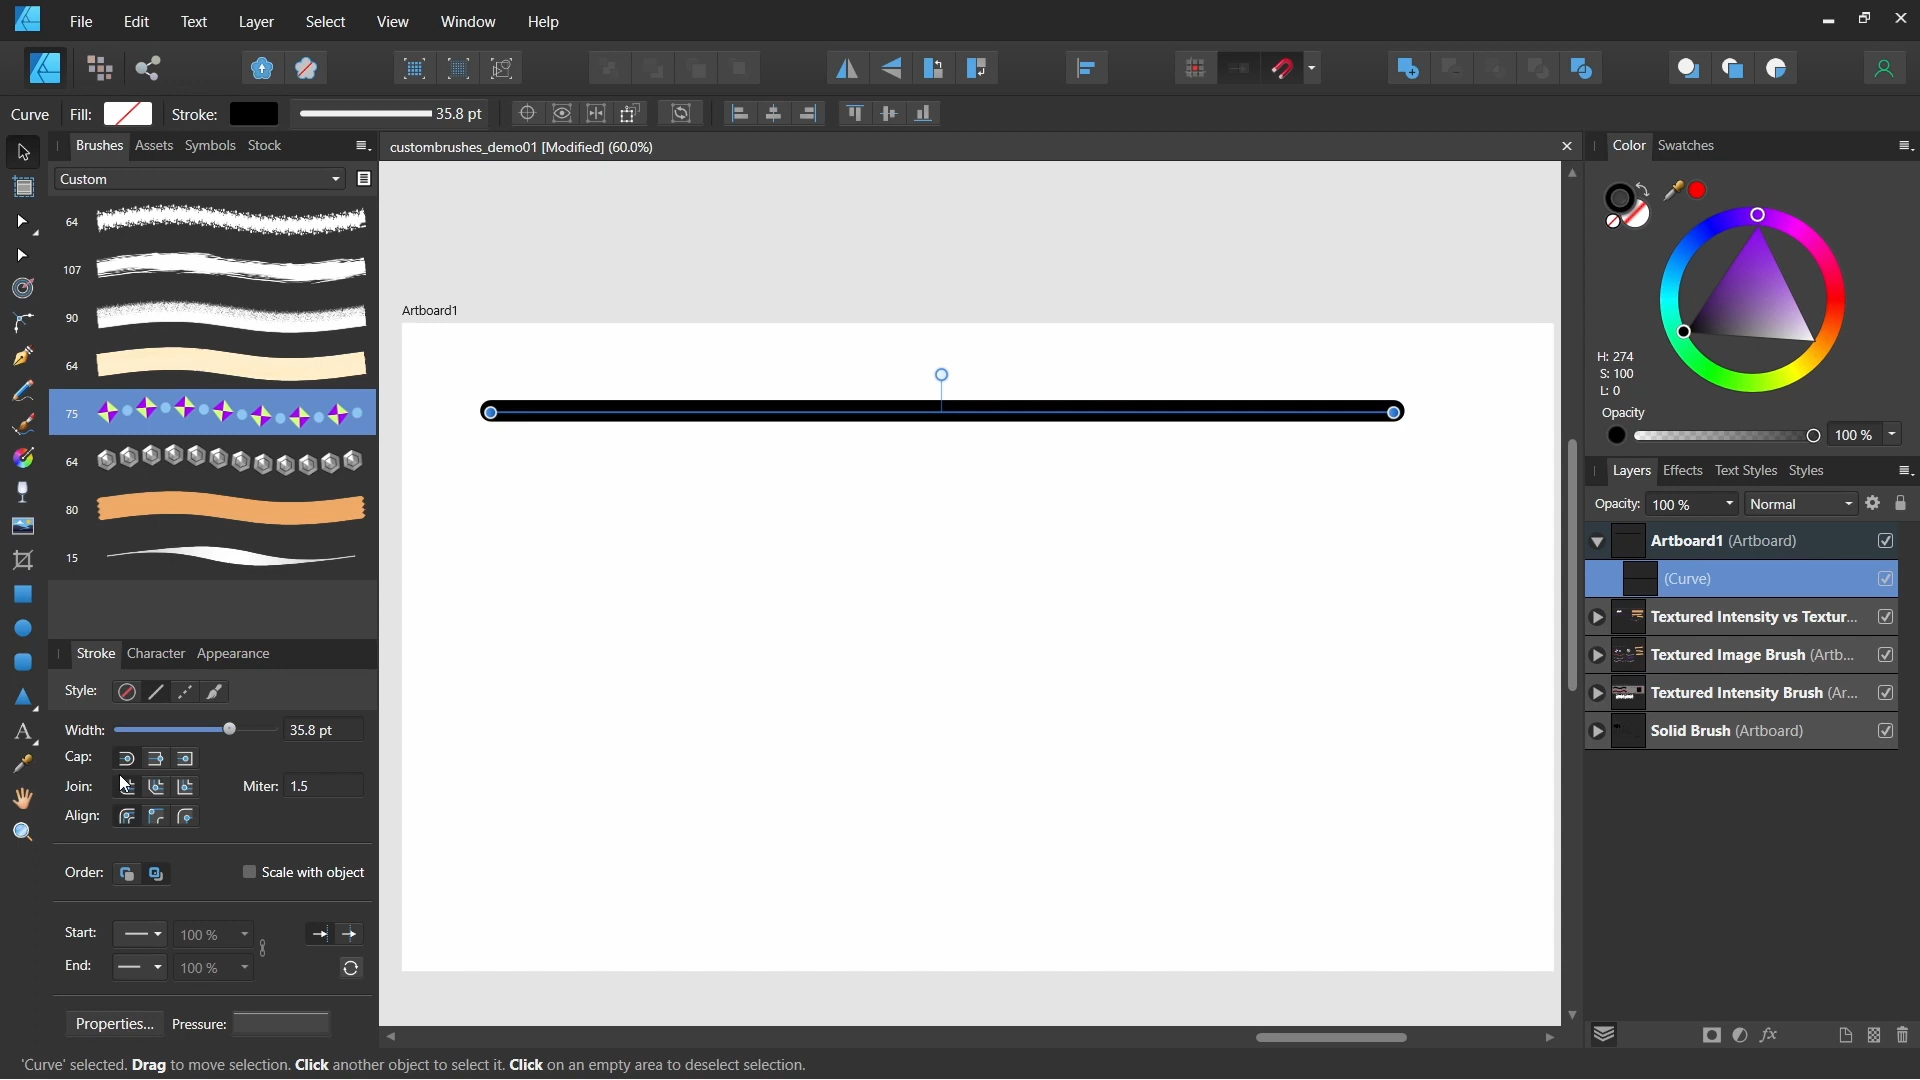 File Edit Text Layer Select View Window Help
Curve Fill: Stroke: 35.8 pt
Brushes Assets Symbols Stock
custombrushes_demo01 [Modified] (60.0%)
Color Swatches
Custom
64
107
90
64
75
64
80
15
Artboard1
H: 274
S: 100
L: 0
Opacity
100 %
Layers Effects Text Styles Styles
Opacity: 100 % Normal
Artboard1 (Artboard)
(Curve)
Textured Intensity vs Textur...
Textured Image Brush (Artb...
Textured Intensity Brush (Ar...
Solid Brush (Artboard)
Stroke Character Appearance
Style:
Width: 35.8 pt
Cap:
Join: Miter: 1.5
Align:
Order: Scale with object
Start: 100 %
End: 100 %
Properties... Pressure:
'Curve' selected. Drag to move selection. Click another object to select it. Click on an empty area to deselect selection.